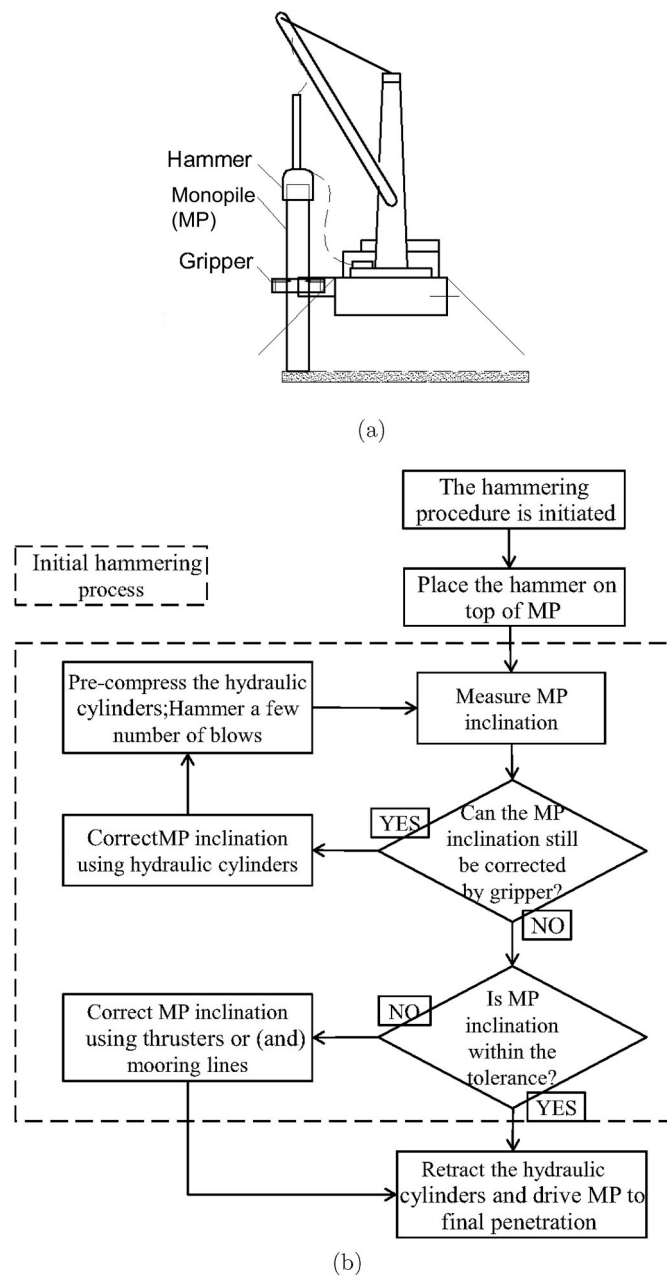 Hammer
Monopile
(MP)
Gripper
(a)
The hammering
procedure is initiated
Initial hammering
process
Place the hammer on
top of MP
Pre-compress the hydraulic
cylinders;Hammer a few
number of blows
Measure MP
inclination
YES
Can the MP
inclination still
be corrected
by gripper?
CorrectMP inclination
using hydraulic cylinders
NO
Correct MP inclination
using thrusters or (and)
mooring lines
NO
Is MP
inclination
within the
tolerance?
YES
Retract the hydraulic
cylinders and drive MP to
final penetration
(b)